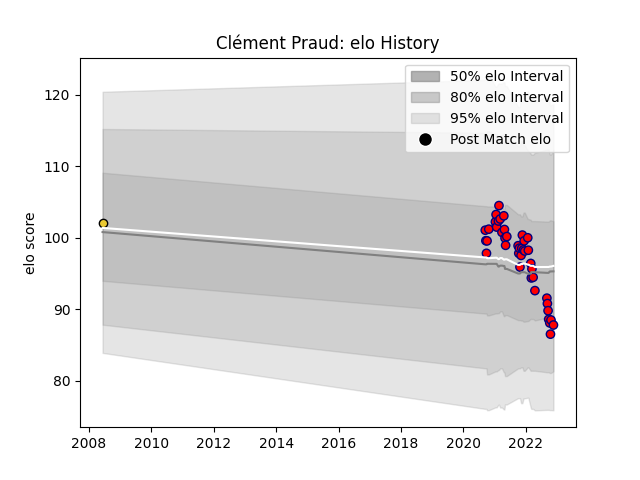 Clément Praud: elo History
50% elo Interval
80% elo Interval
95% elo Interval
Post Match elo
elo score
120
110
100
90
80
2008 2010 2012 2014 2016 2018 2020 2022